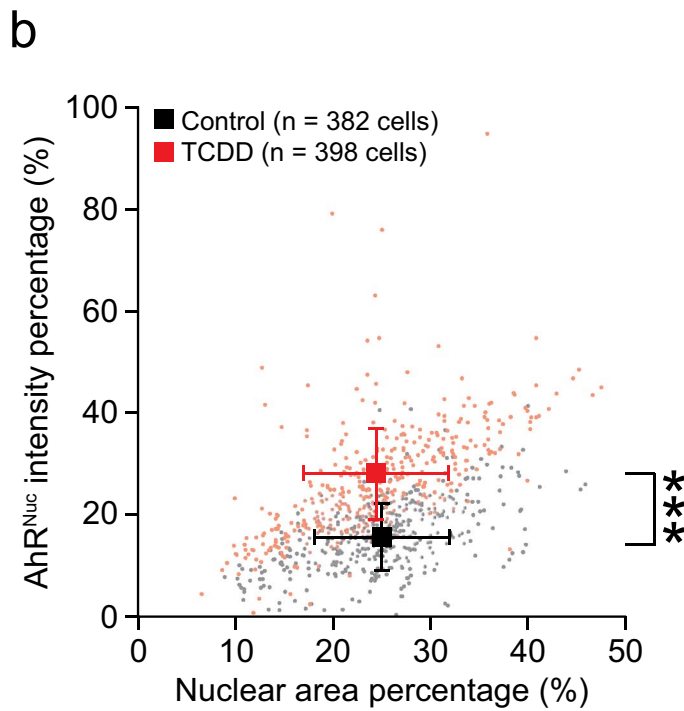 b
AhR^Nuc intensity percentage (%)
100
80
60
40
20
0
Control (n = 382 cells)
TCDD (n = 398 cells)
***
0 10 20 30 40 50
Nuclear area percentage (%)